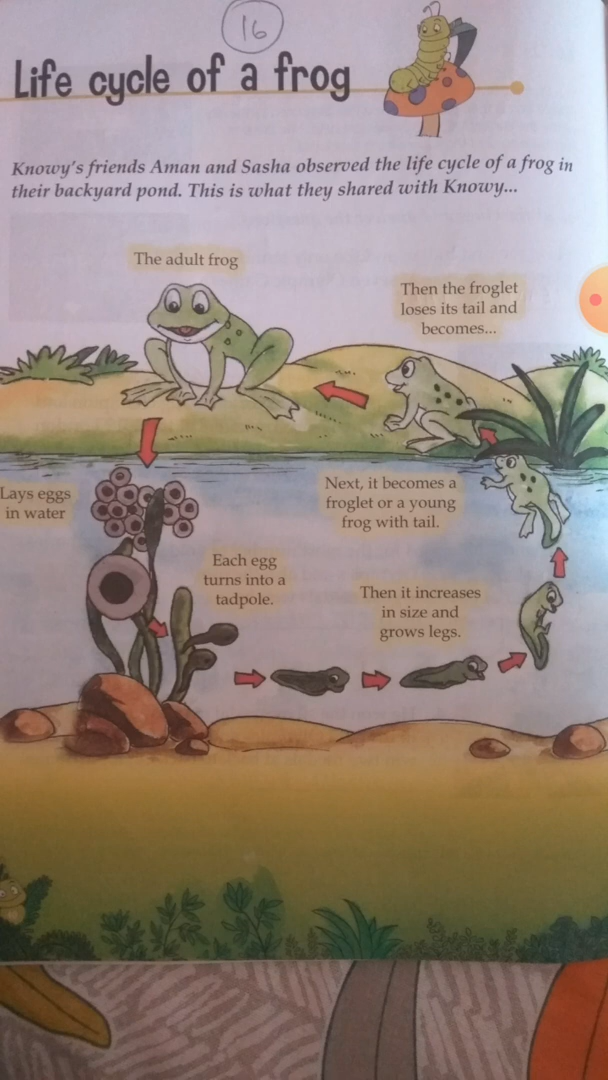 16
Life cycle of a frog
Knowy's friends Aman and Sasha observed the life cycle of a frog in
their backyard pond. This is what they shared with Knowy...
The adult frog
Lays eggs
in water
Each egg
turns into a
tadpole.
Then it increases
in size and
grows legs.
Next, it becomes a
froglet or a young
frog with tail.
Then the froglet
loses its tail and
becomes...